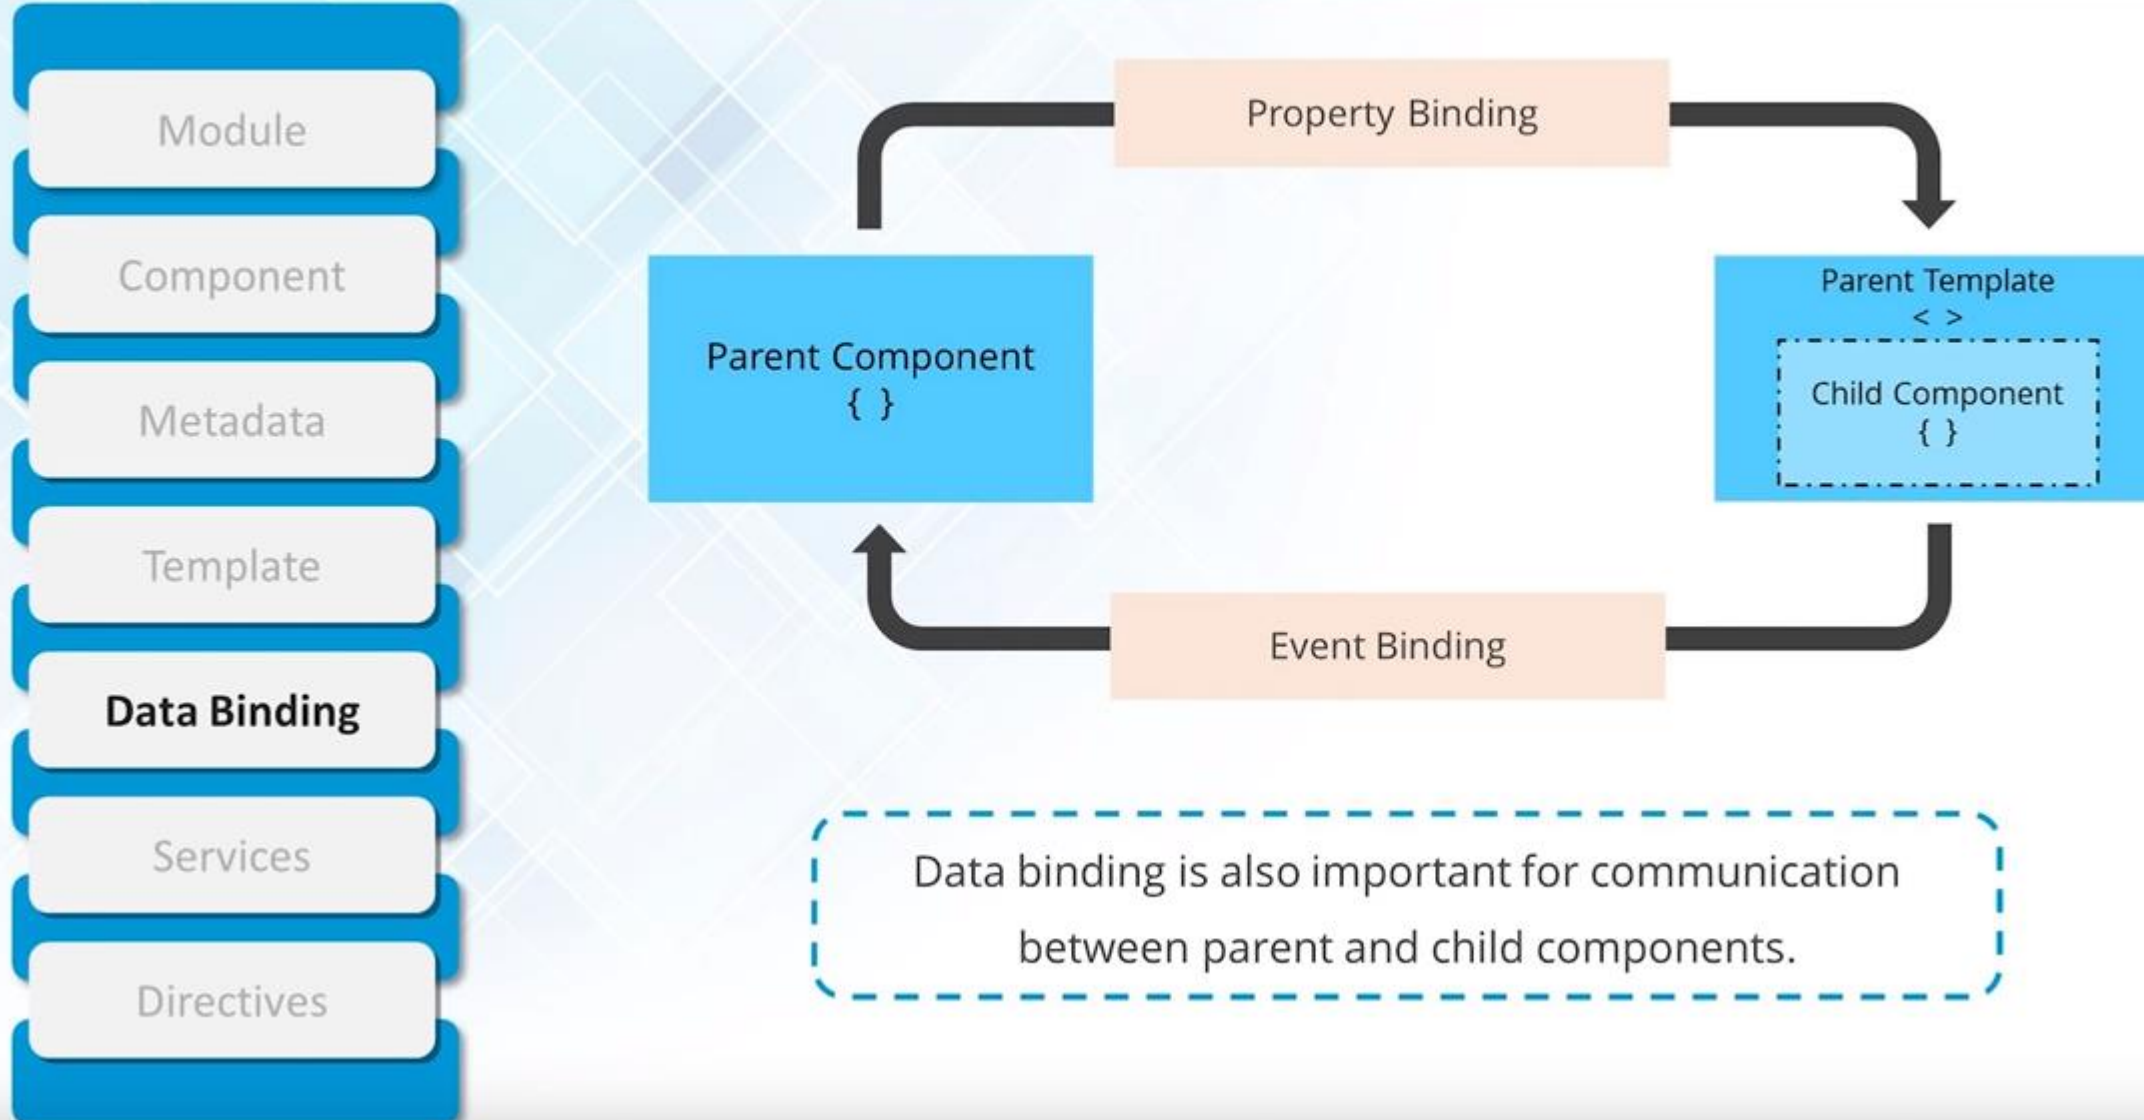 Module
Component
Metadata
Template
Data Binding
Services
Directives
Property Binding
Parent Component
{ }
Parent Template
< >
Child Component
{ }
Event Binding
Data binding is also important for communication
between parent and child components.